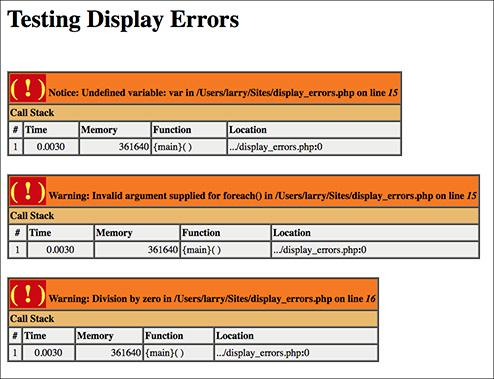 Testing Display Errors
( ! ) Notice: Undefined variable: var in /Users/larry/Sites/display_errors.php on line 15
Call Stack
# Time Memory Function Location
1 0.0030 361640 {main}( ) .../display_errors.php:0
( ! ) Warning: Invalid argument supplied for foreach() in /Users/larry/Sites/display_errors.php on line 15
Call Stack
# Time Memory Function Location
1 0.0030 361640 {main}( ) .../display_errors.php:0
( ! ) Warning: Division by zero in /Users/larry/Sites/display_errors.php on line 16
Call Stack
# Time Memory Function Location
1 0.0030 361640 {main}( ) .../display_errors.php:0